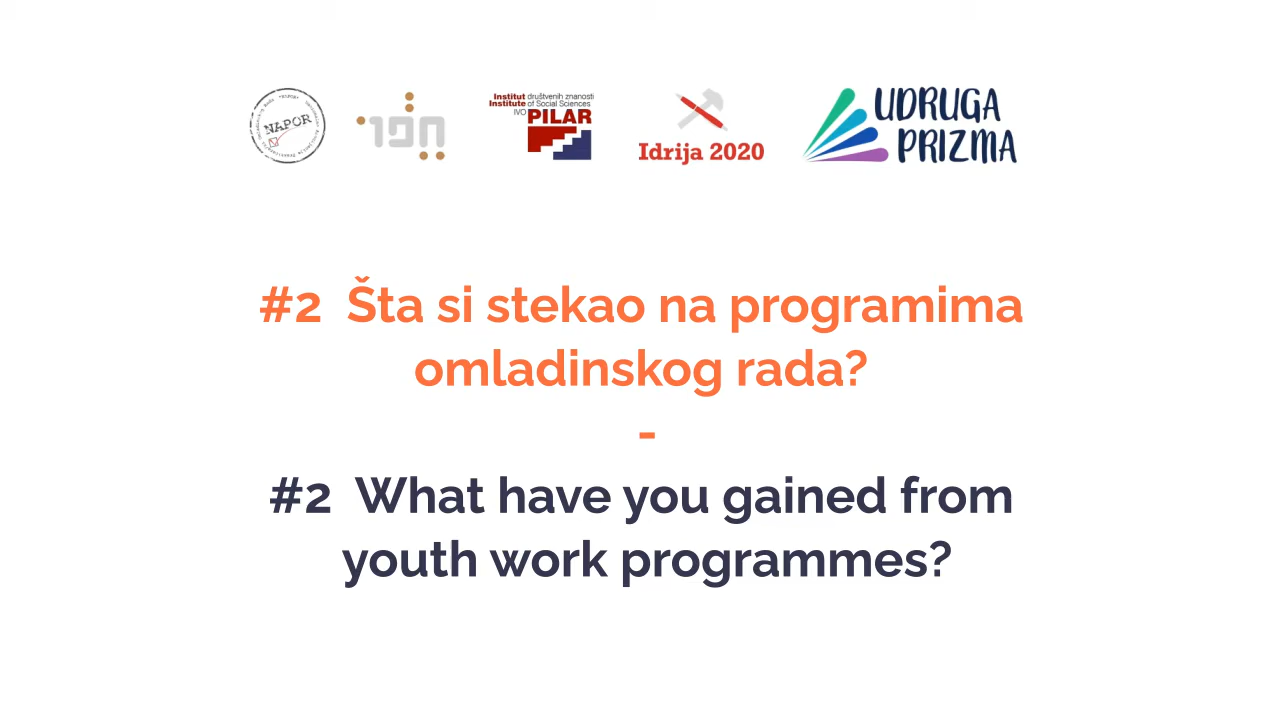 NAPOR
Institut društvenih znanosti
Institute of Social Sciences
IVO PILAR
Idrija 2020
UDRUGA
PRIZMA
#2 Šta si stekao na programima
omladinskog rada?
-
#2 What have you gained from
youth work programmes?